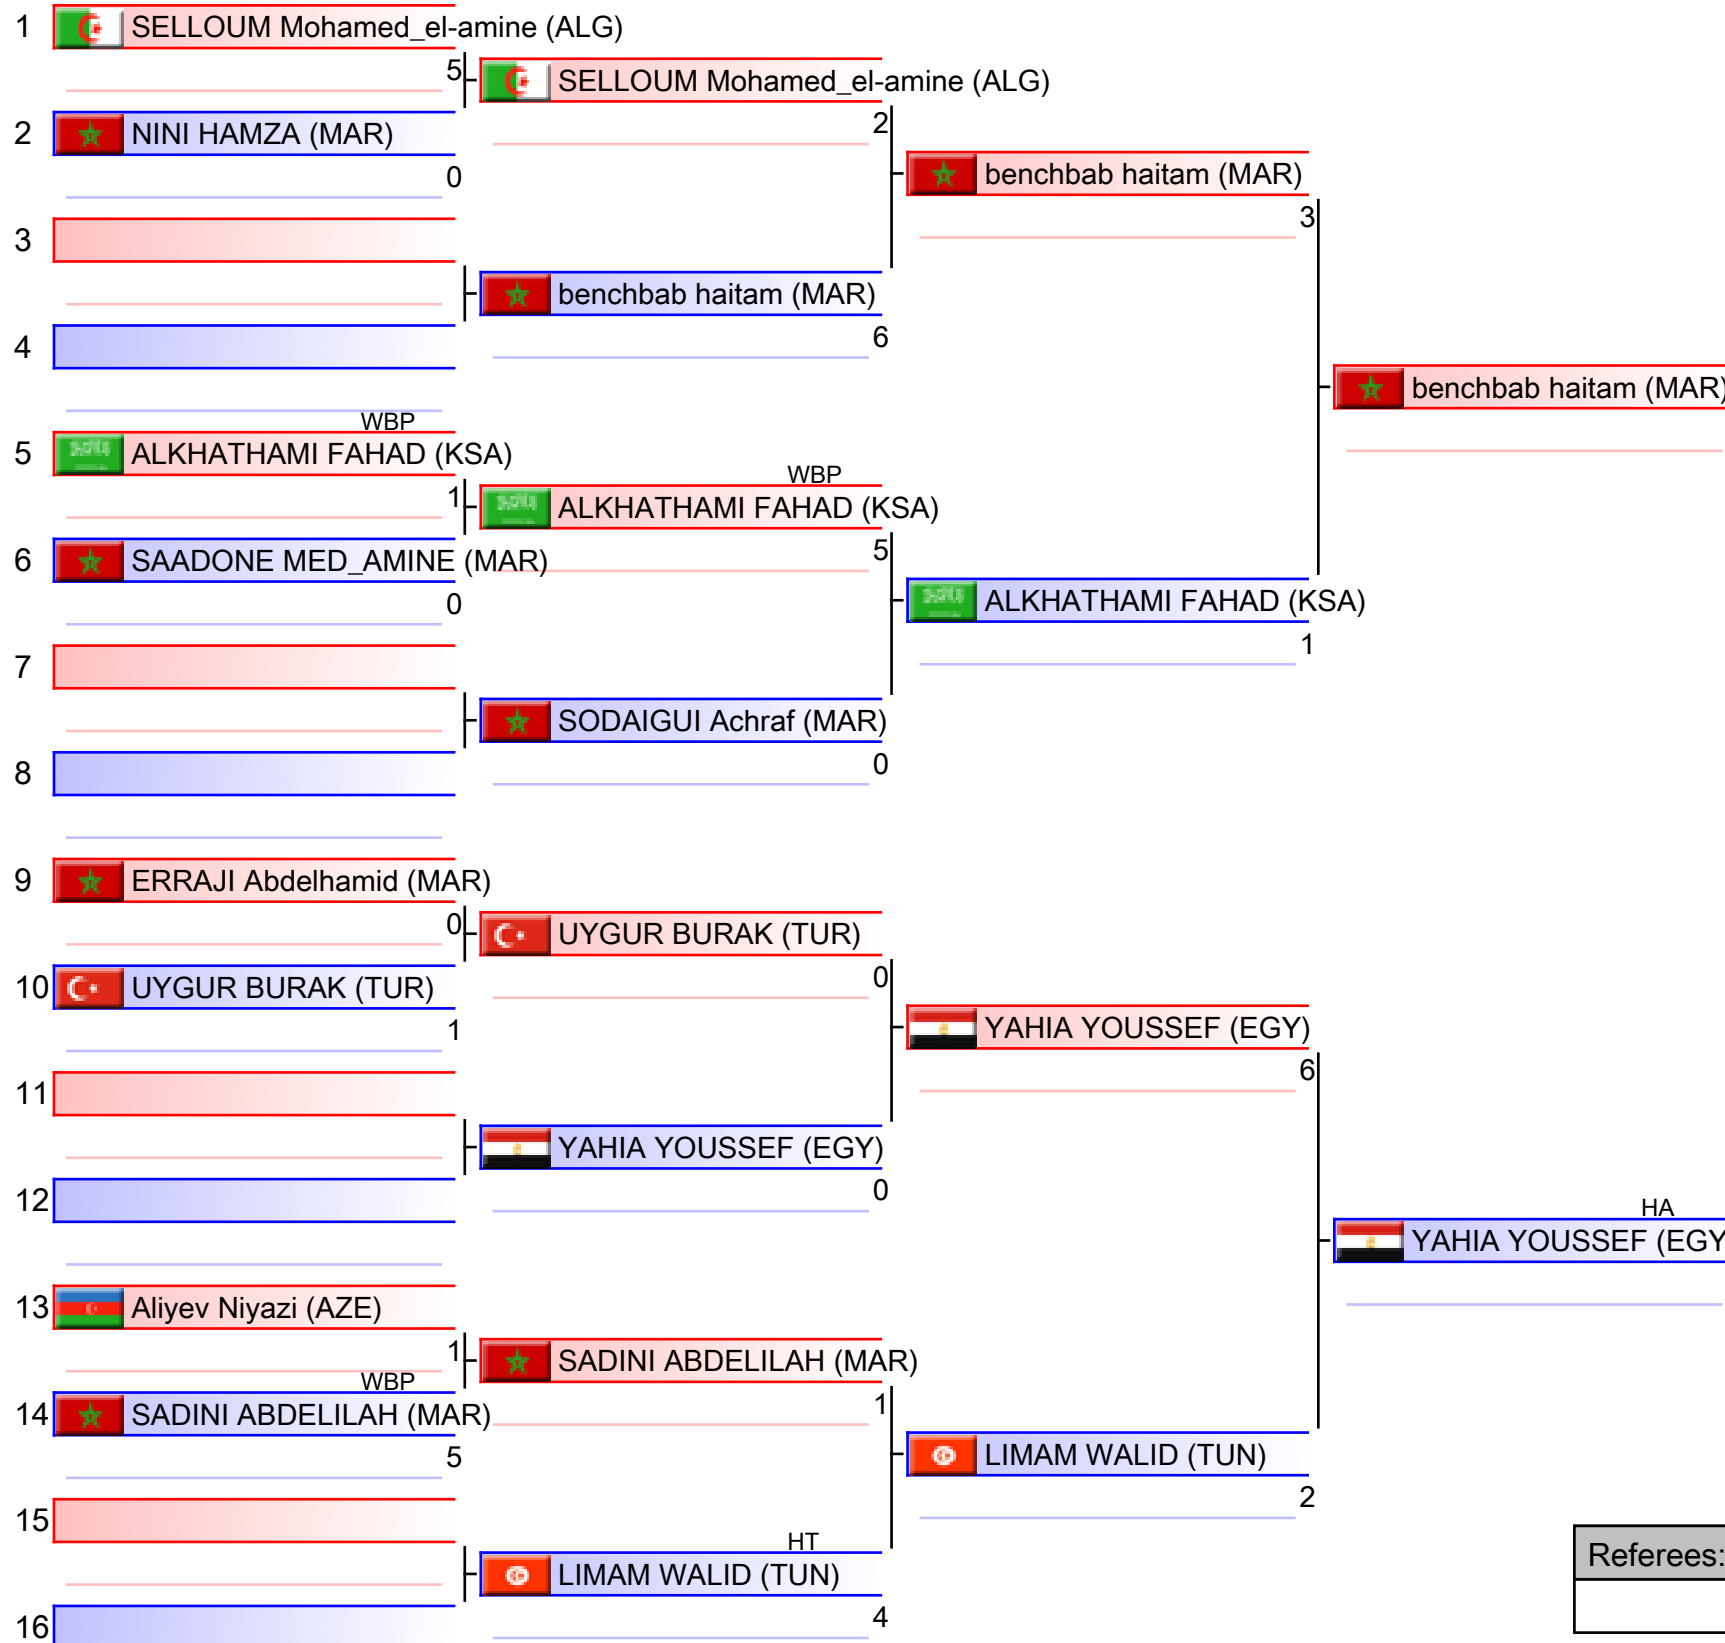 1 SELLOUM Mohamed_el-amine (ALG)
5 SELLOUM Mohamed_el-amine (ALG)
2 NINI HAMZA (MAR)
2
0
benchbab haitam (MAR)
3
3
benchbab haitam (MAR)
4
6
benchbab haitam (MAR)
WBP
5 ALKHATHAMI FAHAD (KSA)
WBP
1 ALKHATHAMI FAHAD (KSA)
6 SAADONE MED_AMINE (MAR)
5
0
ALKHATHAMI FAHAD (KSA)
1
7
SODAIGUI Achraf (MAR)
8
0
9 ERRAJI Abdelhamid (MAR)
0 UYGUR BURAK (TUR)
10 UYGUR BURAK (TUR)
0
1
YAHIA YOUSSEF (EGY)
6
11
YAHIA YOUSSEF (EGY)
12
0
HA
YAHIA YOUSSEF (EGY
13 Aliyev Niyazi (AZE)
1 SADINI ABDELILAH (MAR)
WBP
14 SADINI ABDELILAH (MAR)
1
5
LIMAM WALID (TUN)
2
15
HT
LIMAM WALID (TUN)
16
4
Referees: